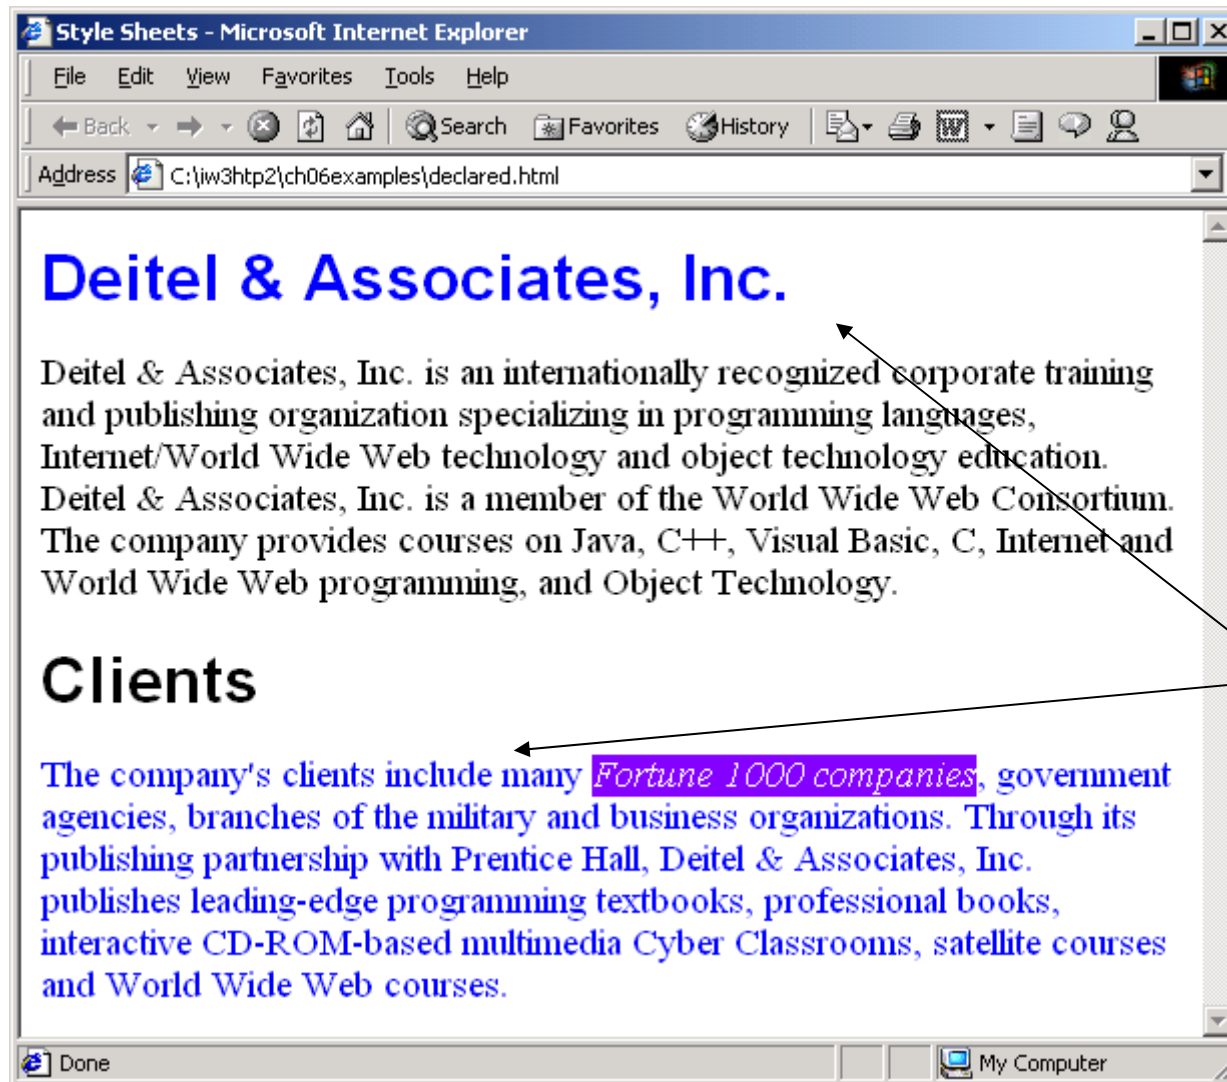 Style Sheets - Microsoft Internet Explorer
File Edit View Favorites Tools Help
Back Search Favorites History
Address C:\iw3htp2\ch06examples\declared.html
Deitel & Associates, Inc.
Deitel & Associates, Inc. is an internationally recognized corporate training
and publishing organization specializing in programming languages,
Internet/World Wide Web technology and object technology education.
Deitel & Associates, Inc. is a member of the World Wide Web Consortium.
The company provides courses on Java, C++, Visual Basic, C, Internet and
World Wide Web programming, and Object Technology.
Clients
The company's clients include many Fortune 1000 companies, government
agencies, branches of the military and business organizations. Through its
publishing partnership with Prentice Hall, Deitel & Associates, Inc.
publishes leading-edge programming textbooks, professional books,
interactive CD-ROM-based multimedia Cyber Classrooms, satellite courses
and World Wide Web courses.
Done My Computer